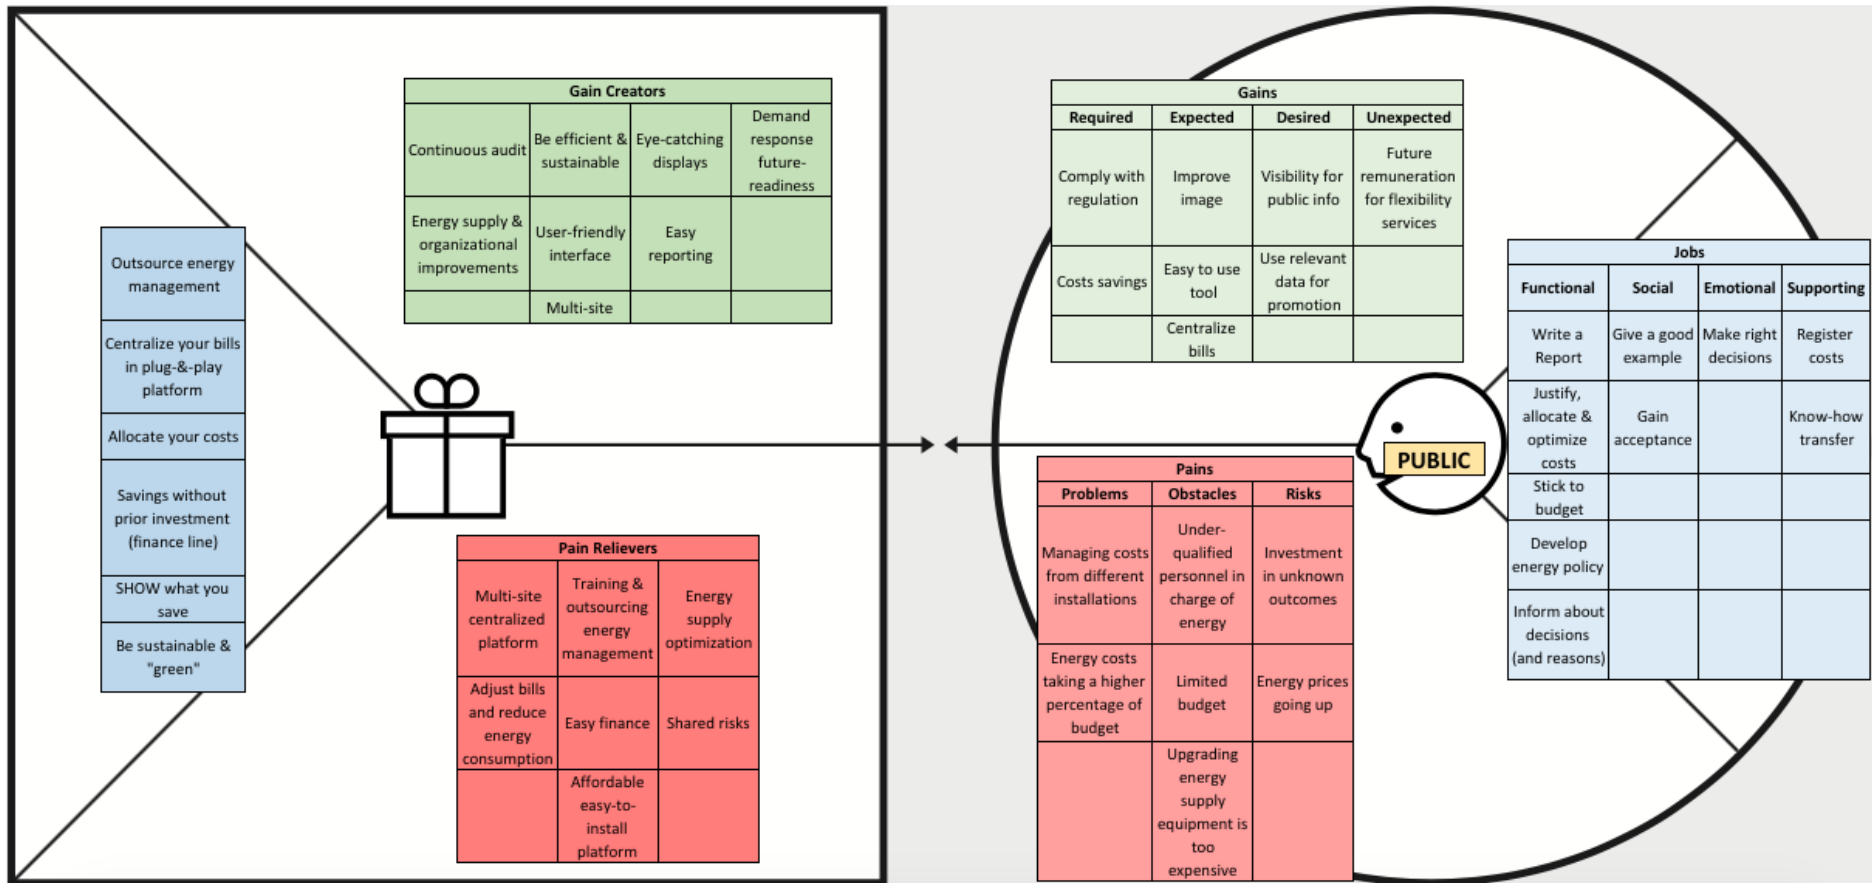 Gain Creators
Continuous audit
Be efficient &
sustainable
Eye-catching
displays
Demand
response
future-
readiness
Energy supply &
organizational
improvements
User-friendly
interface
Easy
reporting
Multi-site
Outsource energy
management
Centralize your bills
in plug-&-play
platform
Allocate your costs
Savings without
prior investment
(finance line)
SHOW what you
save
Be sustainable &
"green"
Pain Relievers
Multi-site
centralized
platform
Training &
outsourcing
energy
management
Energy
supply
optimization
Adjust bills
and reduce
energy
consumption
Easy finance
Shared risks
Affordable
easy-to-
install
platform
Gains
Required
Expected
Desired
Unexpected
Comply with
regulation
Improve
image
Visibility for
public info
Future
remuneration
for flexibility
services
Costs savings
Easy to use
tool
Use relevant
data for
promotion
Centralize
bills
PUBLIC
Pains
Problems
Obstacles
Risks
Managing costs
from different
installations
Under-
qualified
personnel in
charge of
energy
Investment
in unknown
outcomes
Energy costs
taking a higher
percentage of
budget
Limited
budget
Energy prices
going up
Upgrading
energy
supply
equipment is
too
expensive
Jobs
Functional
Social
Emotional
Supporting
Write a
Report
Give a good
example
Make right
decisions
Register
costs
Justify,
allocate &
optimize
costs
Gain
acceptance
Know-how
transfer
Stick to
budget
Develop
energy policy
Inform about
decisions
(and reasons)